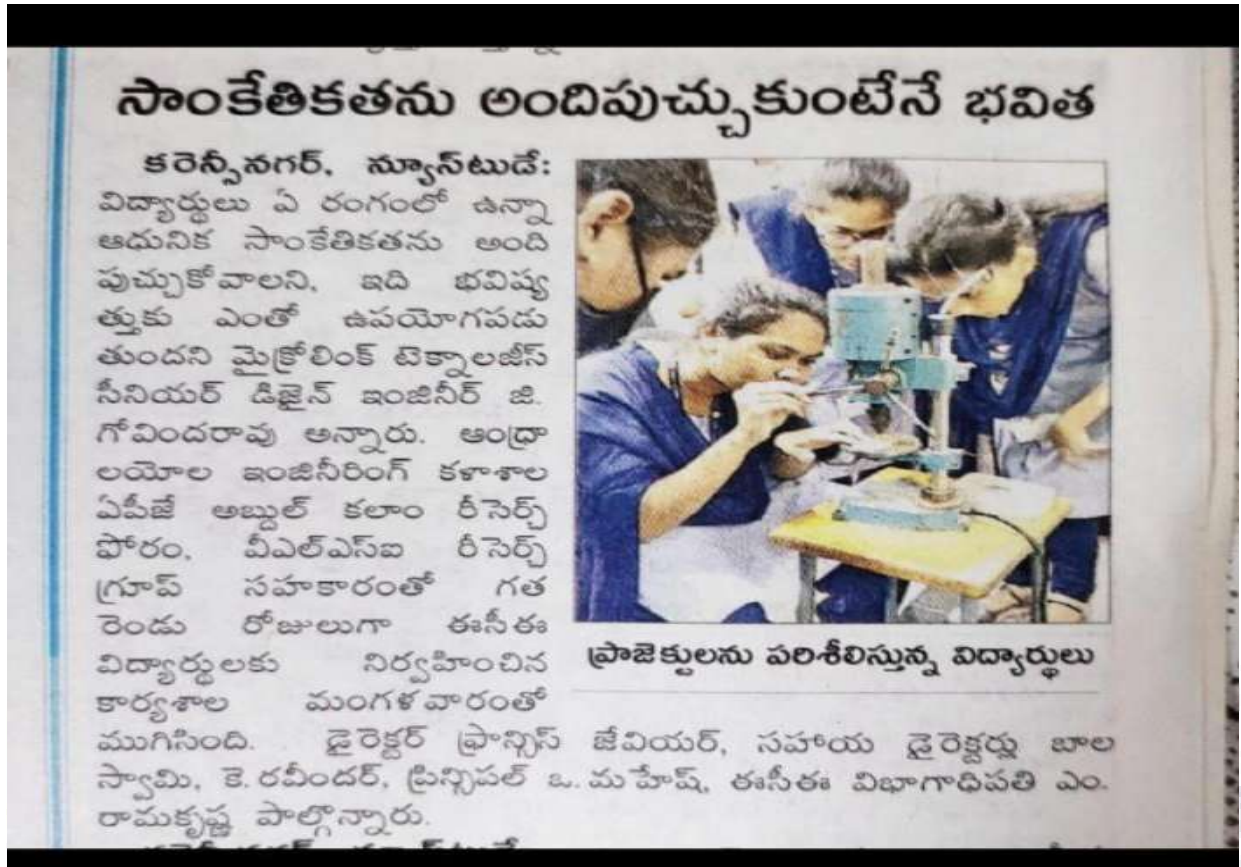 సాంకేతికతను అందిపుచ్చుకుంటేనే భవిత
కరెన్సీనగర్, న్యూస్‌టుడే:
విద్యార్థులు ఏ రంగంలో ఉన్నా
ఆధునిక సాంకేతికతను అంది
పుచ్చుకోవాలని, ఇది భవిష్య
త్తుకు ఎంతో ఉపయోగపడు
తుందని మైక్రోలింక్ టెక్నాలజీస్
సీనియర్ డిజైన్ ఇంజినీర్ జి.
గోవిందరావు అన్నారు. ఆంధ్రా
లయోల ఇంజినీరింగ్ కళాశాల
ఏపీజే అబ్దుల్ కలాం రీసెర్చ్
ఫోరం, వీఎల్ఎస్ఐ రీసెర్చ్
గ్రూప్ సహకారంతో గత
రెండు రోజులుగా ఈసీఈ
విద్యార్థులకు నిర్వహించిన
కార్యశాల మంగళవారంతో
ముగిసింది. డైరెక్టర్ ఫ్రాన్సిస్ జేవియర్, సహాయ డైరెక్టర్లు బాల
స్వామి, కె.రవీందర్, ప్రిన్సిపల్ ఒ.మహేష్, ఈసీఈ విభాగాధిపతి ఎం.
రామకృష్ణ పాల్గొన్నారు.
ప్రాజెక్టులను పరిశీలిస్తున్న విద్యార్థులు